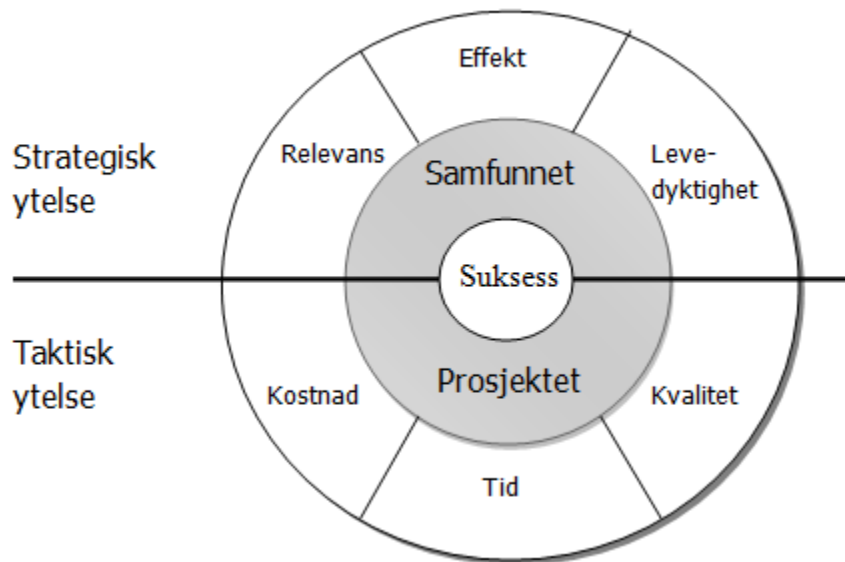 Effekt
Strategisk
ytelse
Relevans
Samfunnet
Leve-
dyktighet
Suksess
Taktisk
ytelse
Kostnad
Prosjektet
Kvalitet
Tid